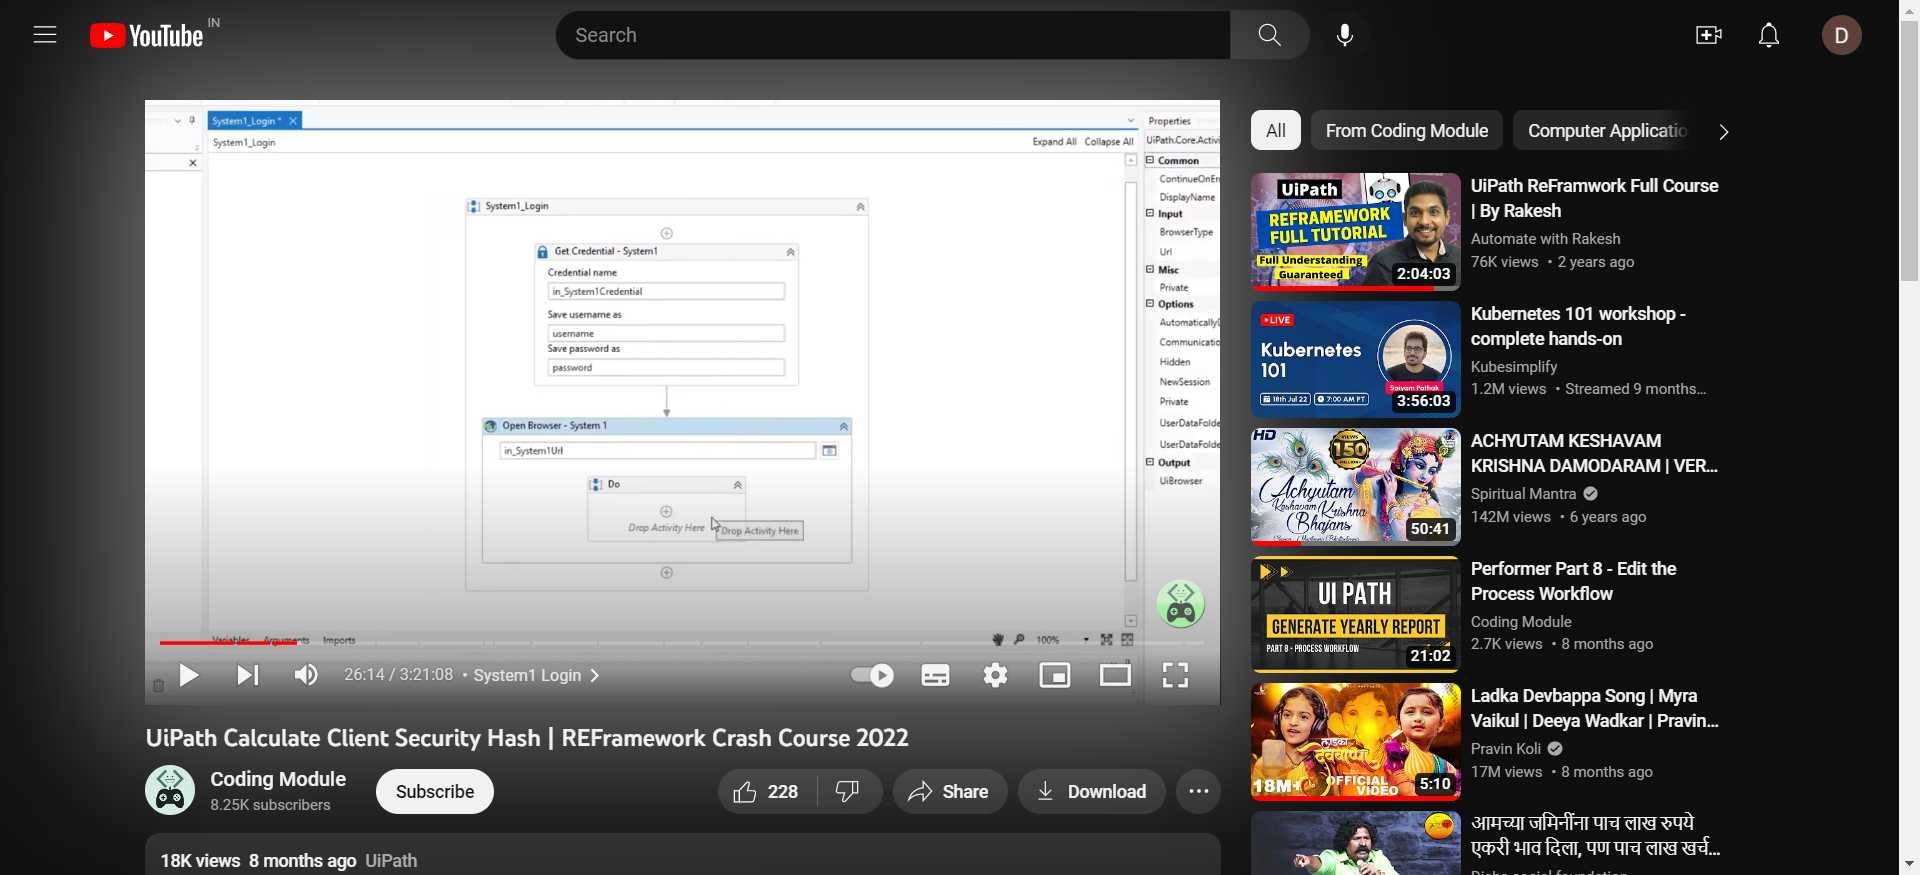 YouTube IN
Search
D
System1_Login *
System1_Login
Expand All Collapse All
System1_Login
Get Credential - System1
Credential name
in_System1Credential
Save username as
username
Save password as
password
Open Browser - System 1
in_System1Url
Do
Drop Activity Here
Drop Activity Here
Properties
UiPath.Core.Activi
Common
ContinueOnErr
DisplayName
Input
BrowserType
Url
Misc
Private
Options
Automatically
Communicatio
Hidden
NewSession
Private
UserDataFolde
UserDataFolde
Output
UiBrowser
Variables Arguments Imports
100%
26:14 / 3:21:08 • System1 Login
UiPath Calculate Client Security Hash | REFramework Crash Course 2022
Coding Module
8.25K subscribers
Subscribe
228
Share
Download
18K views 8 months ago UiPath
All
From Coding Module
Computer Applicatio
UiPath
REFRAMEWORK
FULL TUTORIAL
Full Understanding
Guaranteed
2:04:03
UiPath ReFramwork Full Course
| By Rakesh
Automate with Rakesh
76K views • 2 years ago
LIVE
Kubernetes
101
18th Jul 22
7:00 AM PT
Saiyam Pathak
3:56:03
Kubernetes 101 workshop -
complete hands-on
Kubesimplify
1.2M views • Streamed 9 months...
HD
VIEWS
150
Achyutam
Keshavam Krishna
Bhajans
50:41
ACHYUTAM KESHAVAM
KRISHNA DAMODARAM | VER...
Spiritual Mantra
142M views • 6 years ago
UI PATH
GENERATE YEARLY REPORT
PART 8 - PROCESS WORKFLOW
21:02
Performer Part 8 - Edit the
Process Workflow
Coding Module
2.7K views • 8 months ago
लाडका
देवबाप्पा
18M+
OFFICIAL
VIDEO
5:10
Ladka Devbappa Song | Myra
Vaikul | Deeya Wadkar | Pravin...
Pravin Koli
17M views • 8 months ago
आमच्या जमिनींना पाच लाख रुपये
एकरी भाव दिला, पण पाच लाख खर्च...